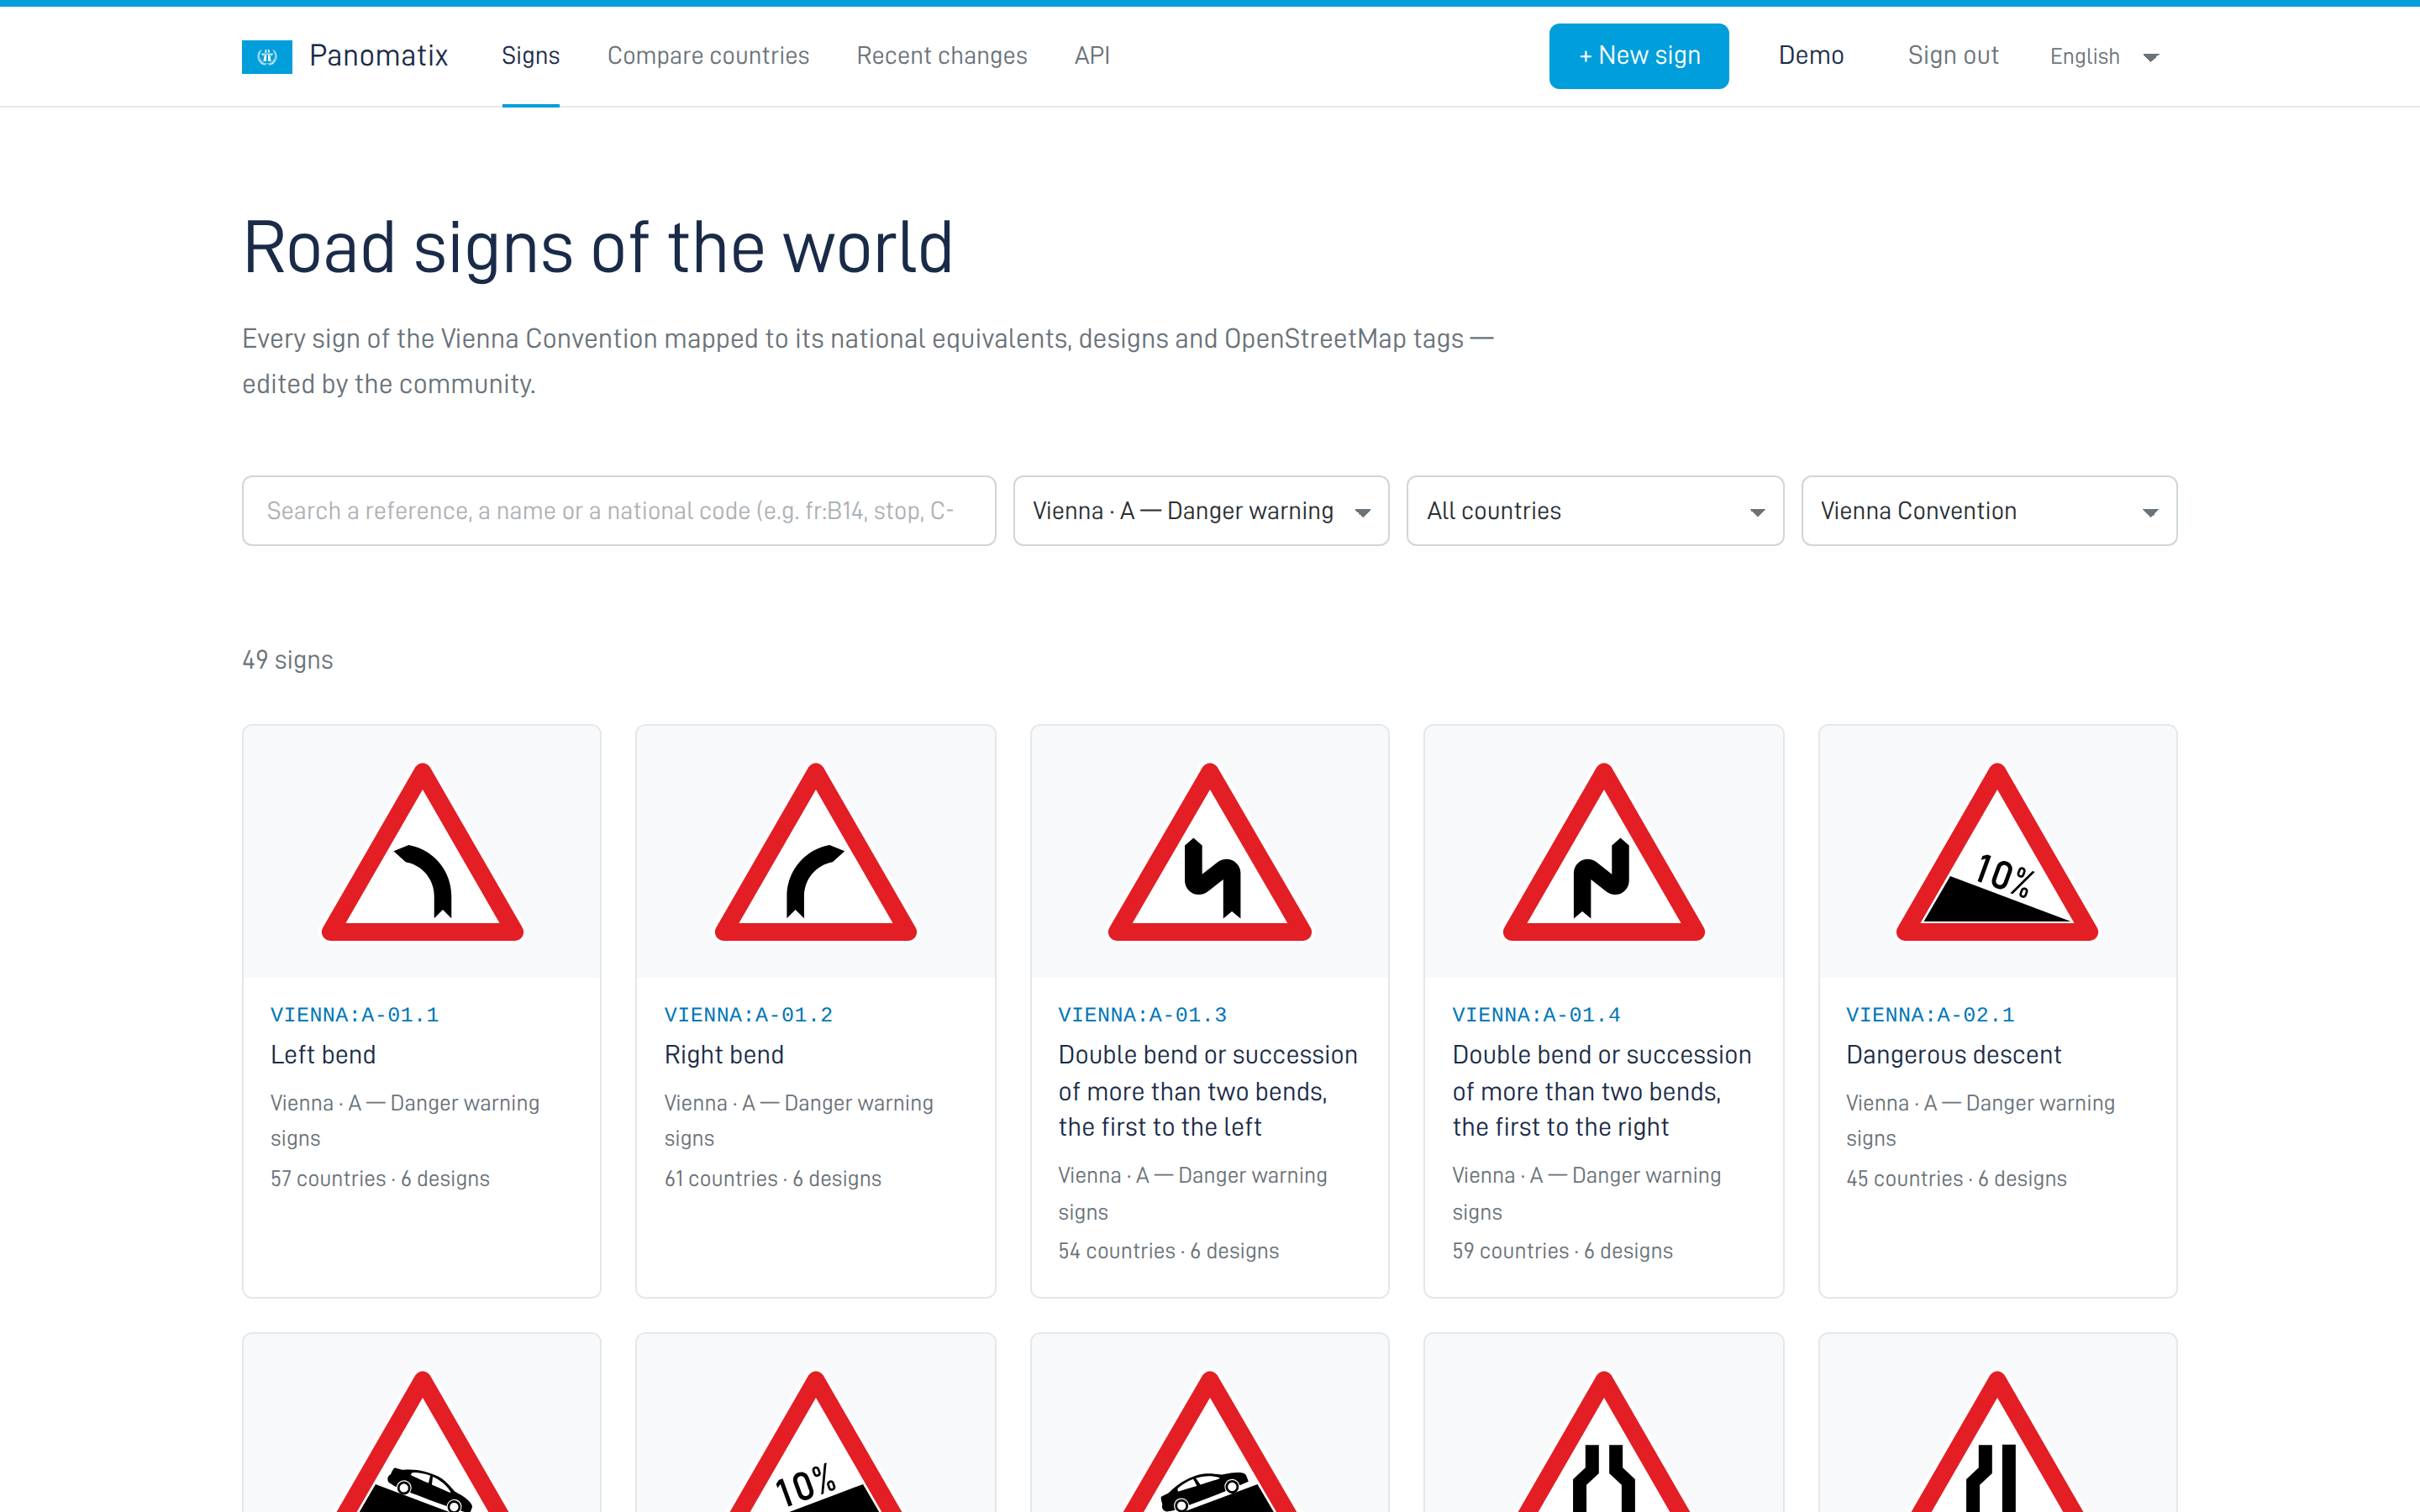 Panomatix
Signs
Compare countries
Recent changes
API
+ New sign
Demo
Sign out
English
Road signs of the world
Every sign of the Vienna Convention mapped to its national equivalents, designs and OpenStreetMap tags —
edited by the community.
Search a reference, a name or a national code (e.g. fr:B14, stop, C-
Vienna · A — Danger warning
All countries
Vienna Convention
49 signs
10%
VIENNA:A-01.1
Left bend
Vienna · A — Danger warning
signs
57 countries · 6 designs
VIENNA:A-01.2
Right bend
Vienna · A — Danger warning
signs
61 countries · 6 designs
VIENNA:A-01.3
Double bend or succession
of more than two bends,
the first to the left
Vienna · A — Danger warning
signs
54 countries · 6 designs
VIENNA:A-01.4
Double bend or succession
of more than two bends,
the first to the right
Vienna · A — Danger warning
signs
59 countries · 6 designs
VIENNA:A-02.1
Dangerous descent
Vienna · A — Danger warning
signs
45 countries · 6 designs
10%